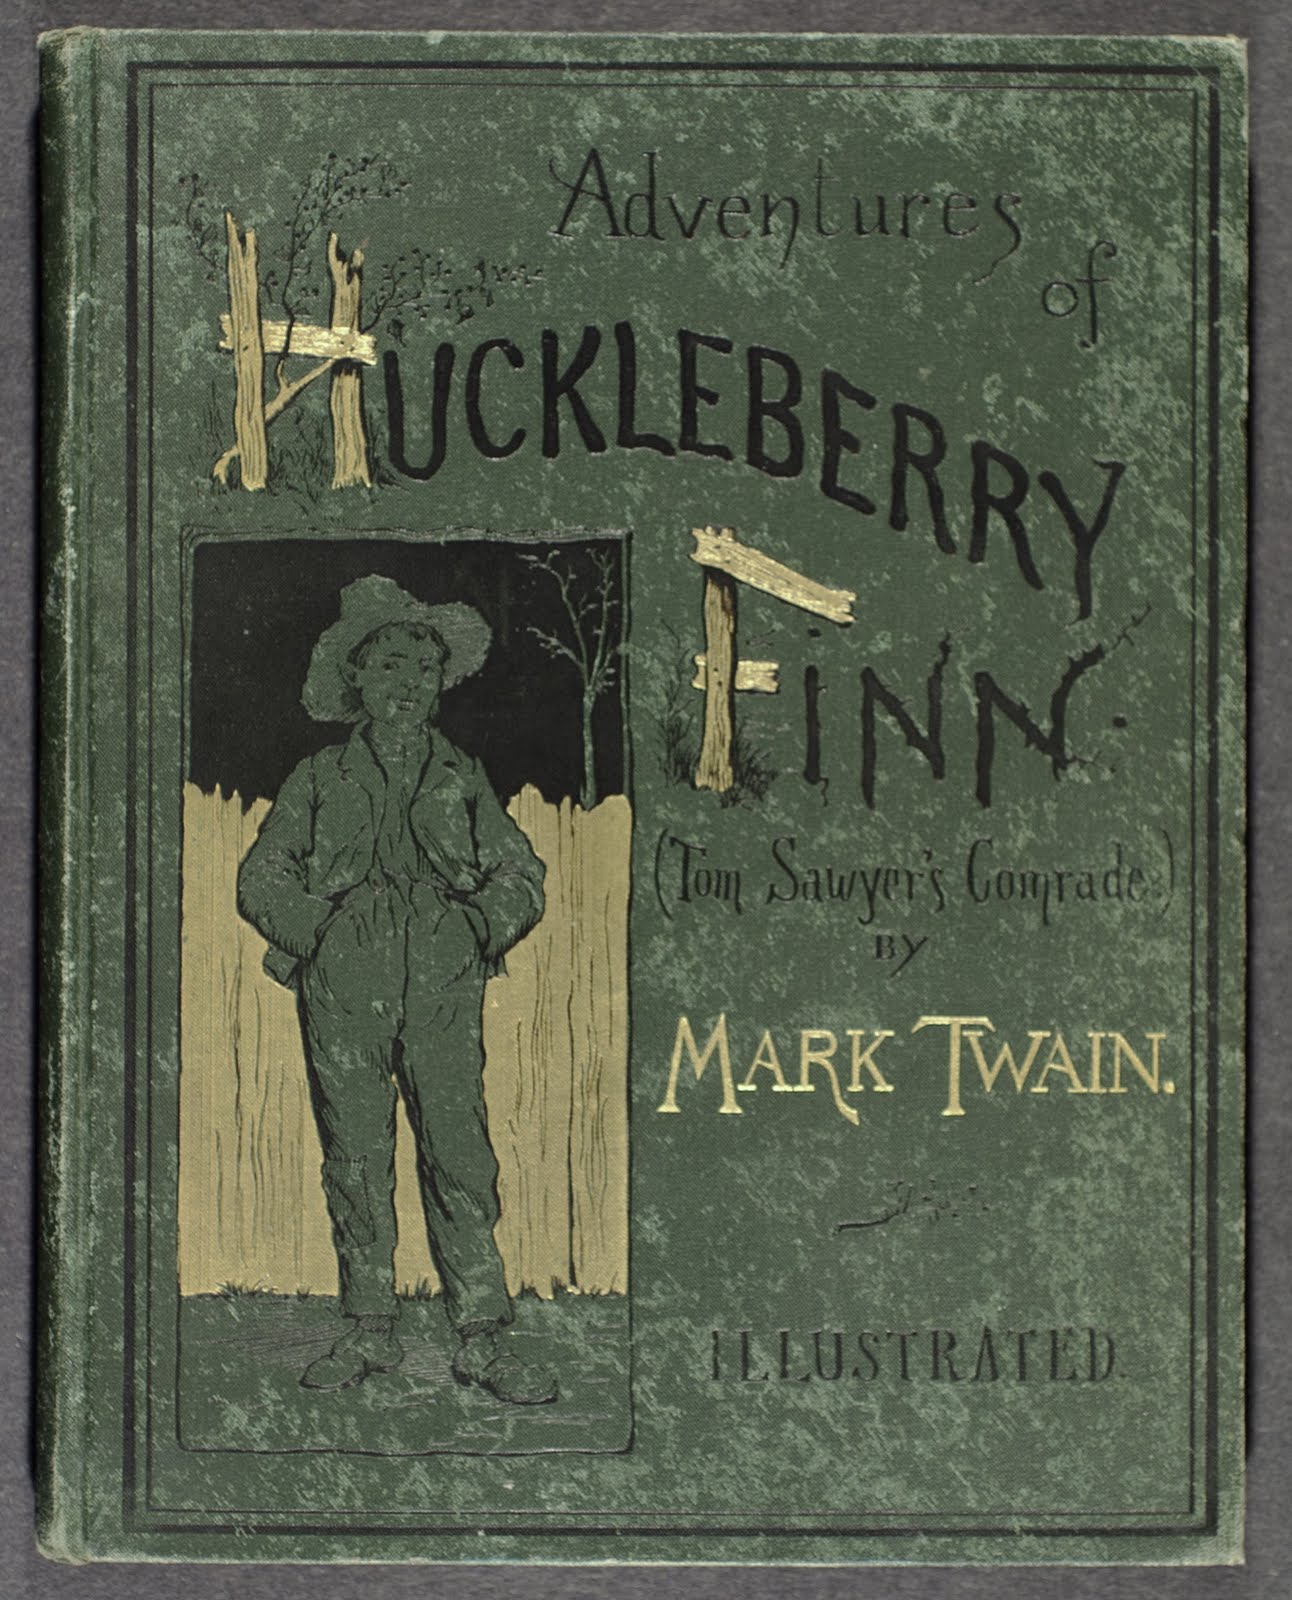 Adventures
of
HUCKLEBERRY
FINN.
(Tom Sawyer's Comrade.)
BY
MARK TWAIN.
ILLUSTRATED.